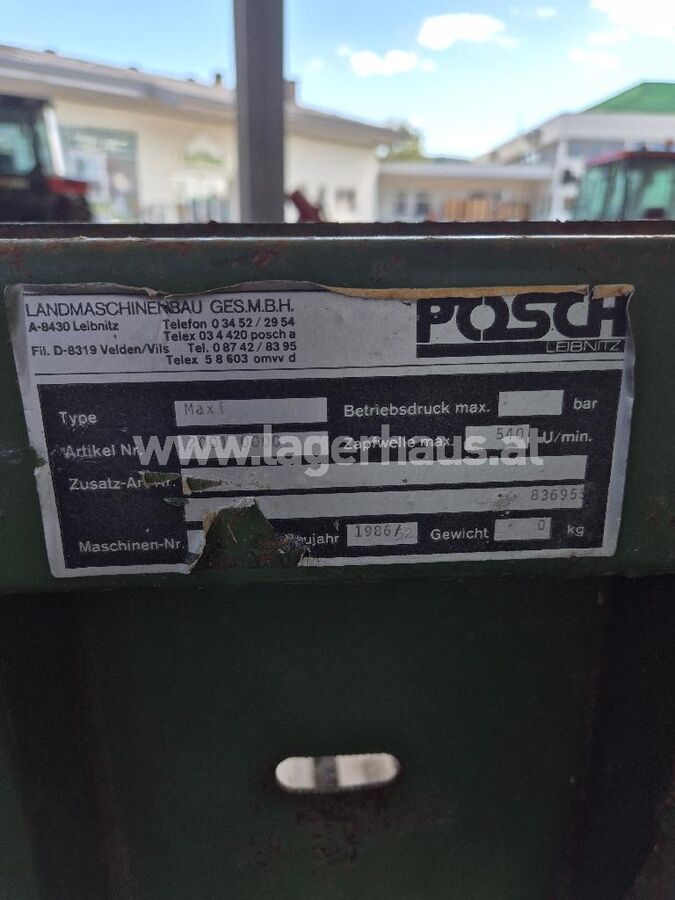 LANDMASCHINENBAU GES.M.B.H.
A-8430 Leibnitz Telefon 0 34 52 / 29 54
Telex 03 4 420 posch a
Fil. D-8319 Velden/Vils Tel. 0 87 42 / 83 95
Telex 5 8 603 omvv d
POSCH
LEIBNITZ
Type Maxi Betriebsdruck max. bar
Artikel Nr. Zapfwelle max. 540 U/min.
www.lagerhaus.at
Zusatz-Art.Nr.
836955
Maschinen-Nr. Baujahr 1986/52 Gewicht 0 kg